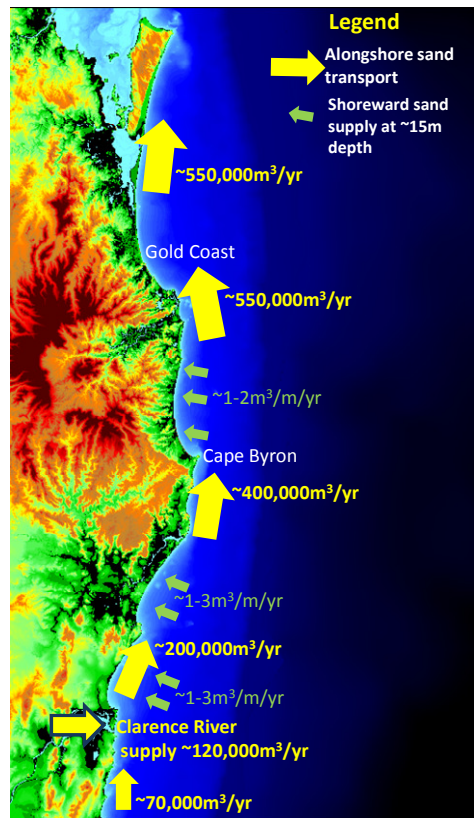 Legend
Alongshore sand
transport
Shoreward sand
supply at ~15m
depth
~550,000m³/yr
Gold Coast
~550,000m³/yr
~1-2m³/m/yr
Cape Byron
~400,000m³/yr
~1-3m³/m/yr
~200,000m³/yr
~1-3m³/m/yr
Clarence River
supply ~120,000m³/yr
~70,000m³/yr